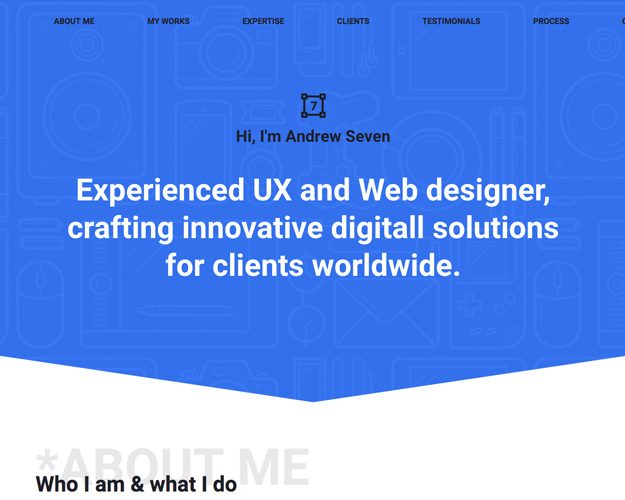 ABOUT ME MY WORKS EXPERTISE CLIENTS TESTIMONIALS PROCESS
7
Hi, I'm Andrew Seven
Experienced UX and Web designer,
crafting innovative digitall solutions
for clients worldwide.
*ABOUT ME
Who I am & what I do